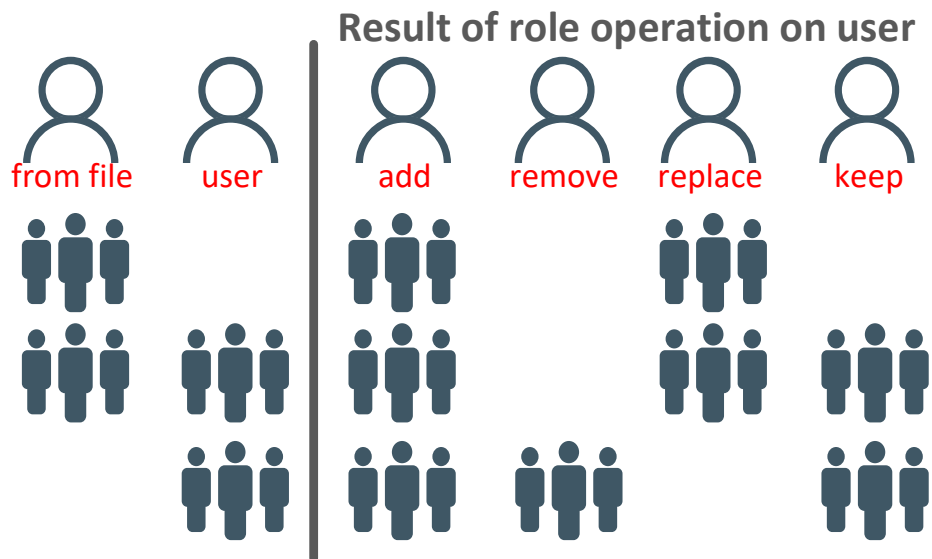 Result of role operation on user
from file user add remove replace keep